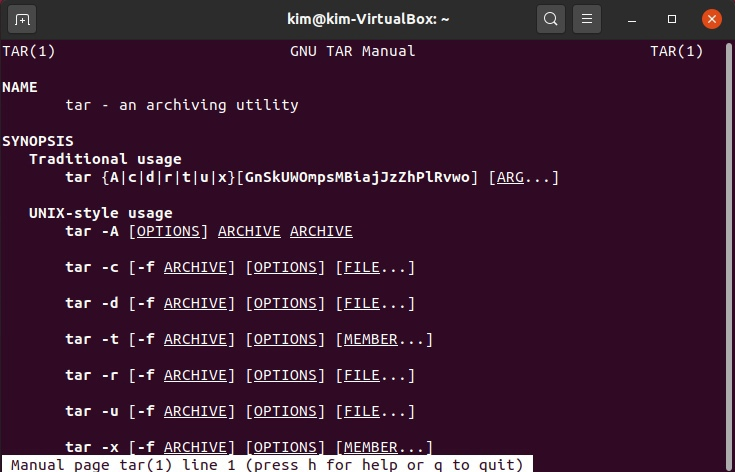 kim@kim-VirtualBox: ~
TAR(1) GNU TAR Manual TAR(1)
NAME
tar - an archiving utility
SYNOPSIS
Traditional usage
tar {A|c|d|r|t|u|x}[GnSkUWOmpsMBiajJzZhPlRvwo] [ARG...]
UNIX-style usage
tar -A [OPTIONS] ARCHIVE ARCHIVE
tar -c [-f ARCHIVE] [OPTIONS] [FILE...]
tar -d [-f ARCHIVE] [OPTIONS] [FILE...]
tar -t [-f ARCHIVE] [OPTIONS] [MEMBER...]
tar -r [-f ARCHIVE] [OPTIONS] [FILE...]
tar -u [-f ARCHIVE] [OPTIONS] [FILE...]
tar -x [-f ARCHIVE] [OPTIONS] [MEMBER...]
Manual page tar(1) line 1 (press h for help or q to quit)